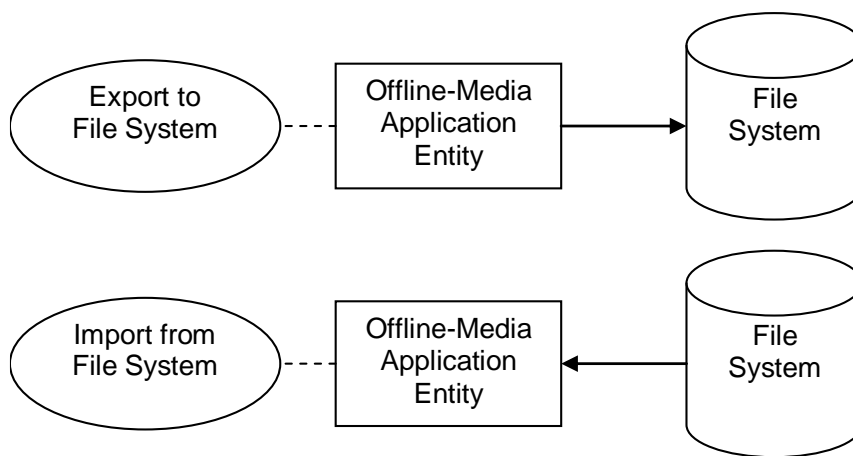 Export to
File System
Offline-Media
Application
Entity
File
System
Import from
File System
Offline-Media
Application
Entity
File
System